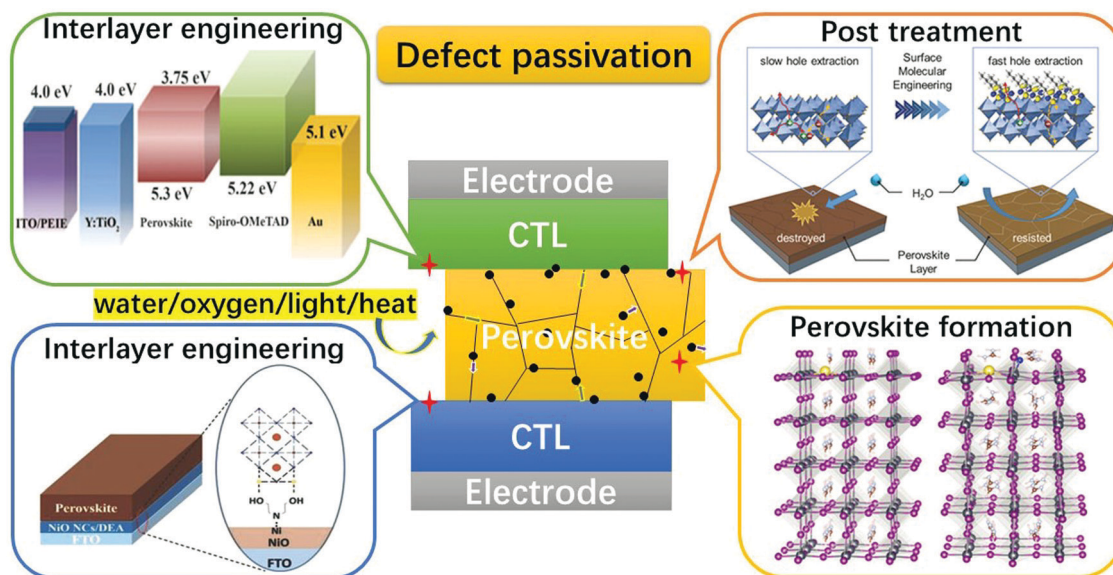 Interlayer engineering
4.0 eV
4.0 eV
3.75 eV
5.1 eV
5.3 eV
5.22 eV
ITO/PEIE
Y:TiO₂
Perovskite
Spiro-OMeTAD
Au
Defect passivation
Post treatment
slow hole extraction
Surface
Molecular
Engineering
fast hole extraction
H₂O
destroyed
resisted
Perovskite
Layer
Electrode
CTL
water/oxygen/light/heat
Perovskite
CTL
Electrode
Interlayer engineering
Perovskite
NiO NCs/DEA
FTO
HO
OH
N
Ni
NiO
FTO
Perovskite formation